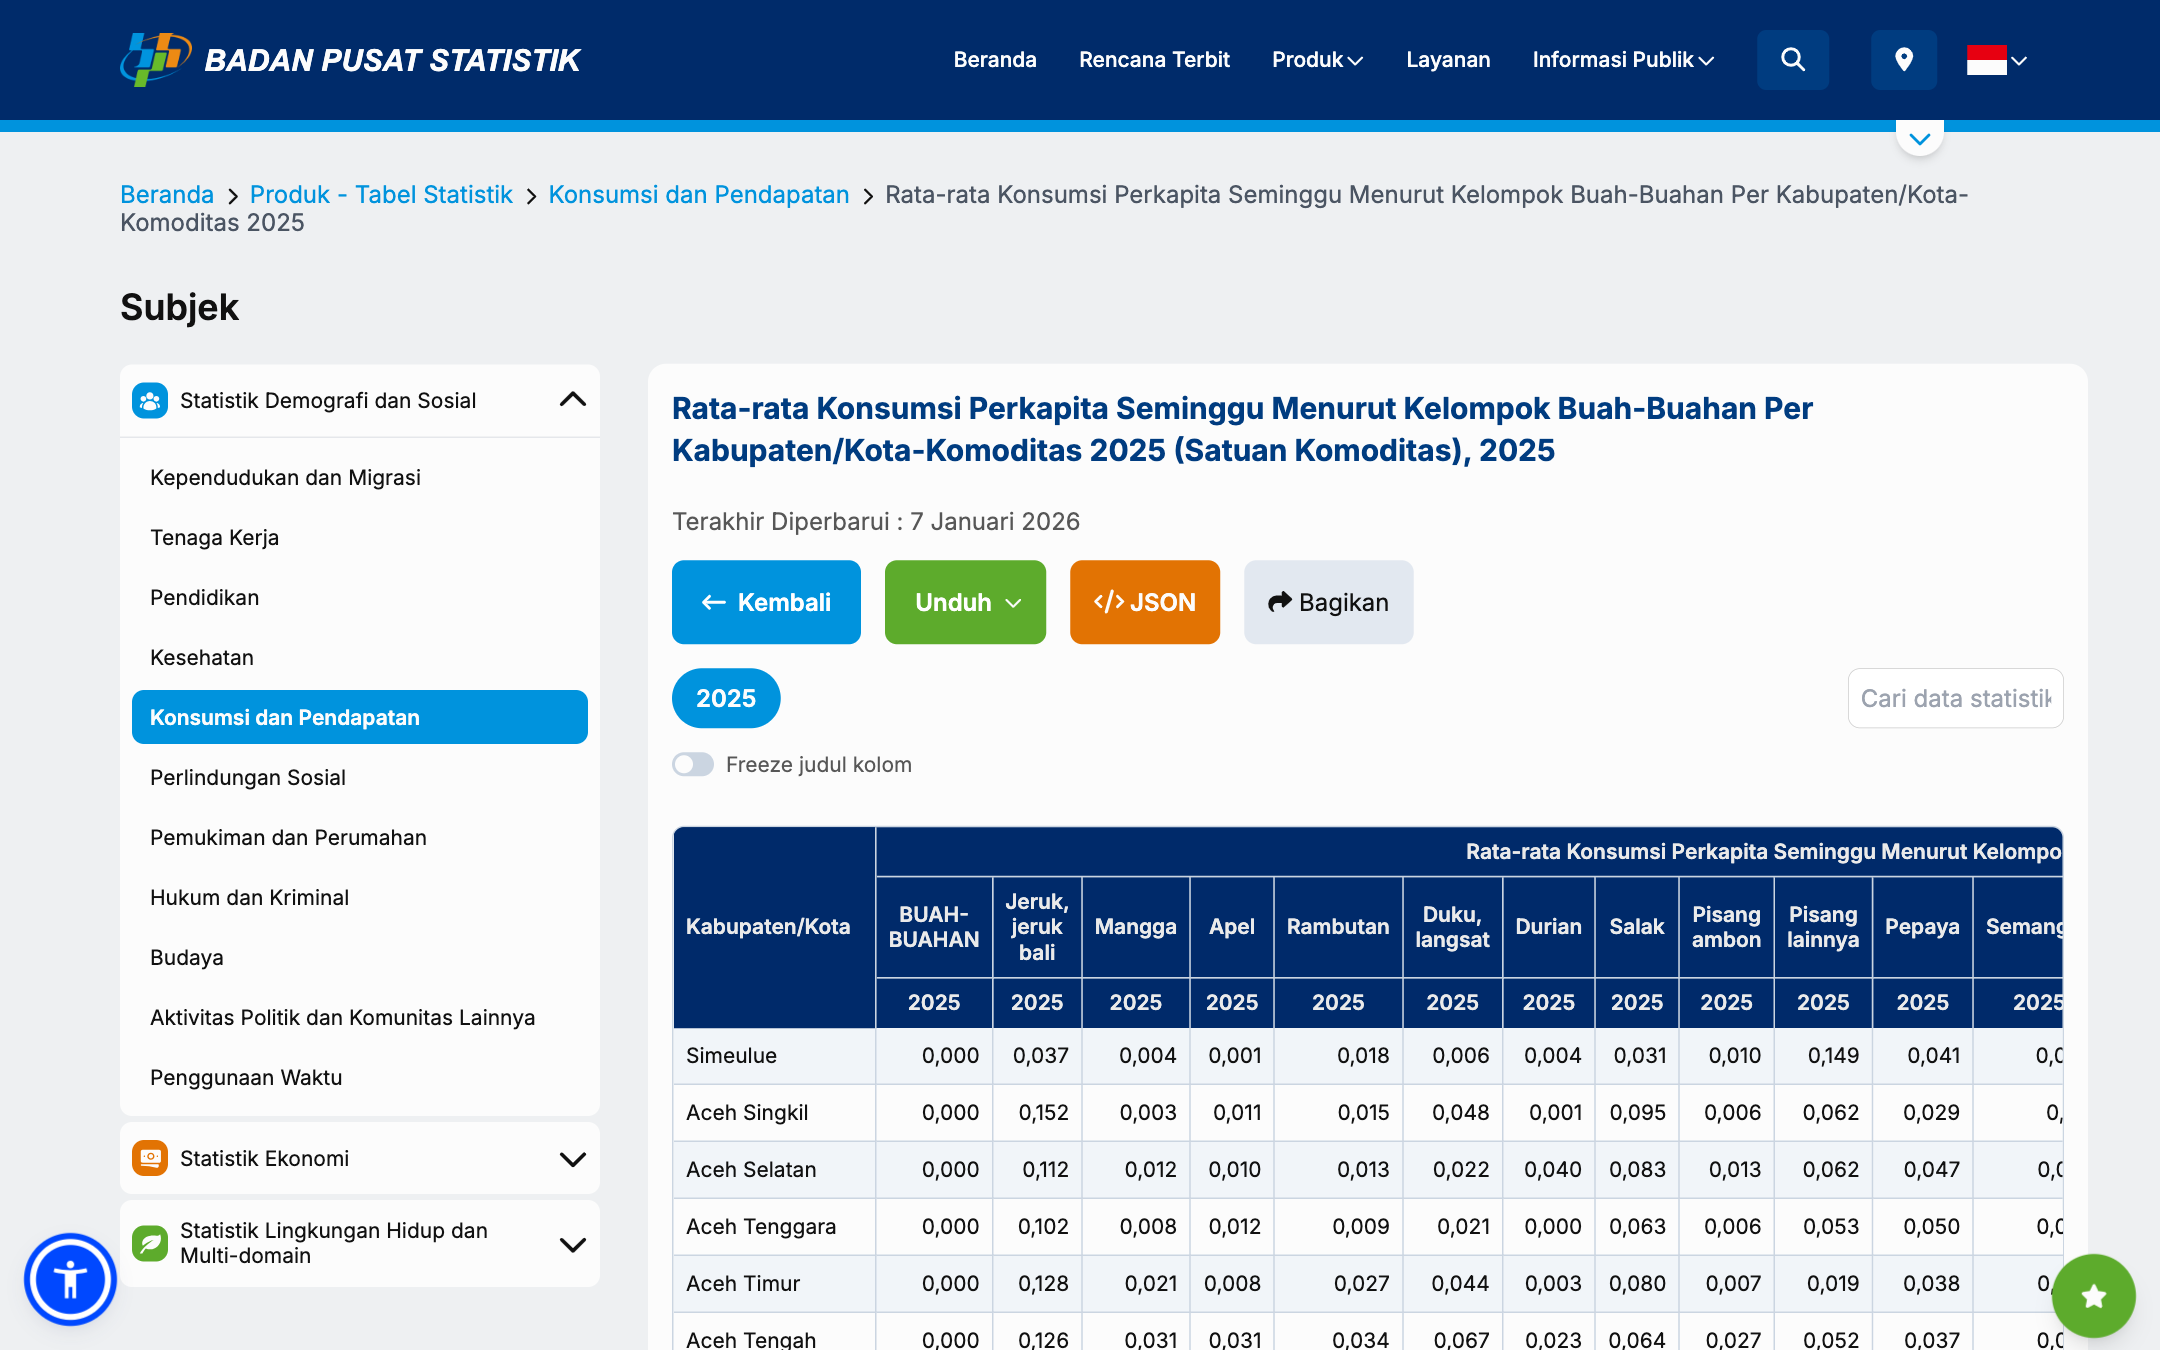 BADAN PUSAT STATISTIK
Beranda
Rencana Terbit
Produk
Layanan
Informasi Publik
Beranda > Produk - Tabel Statistik > Konsumsi dan Pendapatan > Rata-rata Konsumsi Perkapita Seminggu Menurut Kelompok Buah-Buahan Per Kabupaten/Kota-
Komoditas 2025
Subjek
Statistik Demografi dan Sosial
Kependudukan dan Migrasi
Tenaga Kerja
Pendidikan
Kesehatan
Konsumsi dan Pendapatan
Perlindungan Sosial
Pemukiman dan Perumahan
Hukum dan Kriminal
Budaya
Aktivitas Politik dan Komunitas Lainnya
Penggunaan Waktu
Statistik Ekonomi
Statistik Lingkungan Hidup dan
Multi-domain
Rata-rata Konsumsi Perkapita Seminggu Menurut Kelompok Buah-Buahan Per
Kabupaten/Kota-Komoditas 2025 (Satuan Komoditas), 2025
Terakhir Diperbarui : 7 Januari 2026
Kembali
Unduh
</> JSON
Bagikan
2025
Cari data statistik
Freeze judul kolom
Rata-rata Konsumsi Perkapita Seminggu Menurut Kelompo
Kabupaten/Kota
BUAH-
BUAHAN
Jeruk,
jeruk
bali
Mangga
Apel
Rambutan
Duku,
langsat
Durian
Salak
Pisang
ambon
Pisang
lainnya
Pepaya
Semang
2025 2025 2025 2025 2025 2025 2025 2025 2025 2025 2025 2025
Simeulue 0,000 0,037 0,004 0,001 0,018 0,006 0,004 0,031 0,010 0,149 0,041 0,0
Aceh Singkil 0,000 0,152 0,003 0,011 0,015 0,048 0,001 0,095 0,006 0,062 0,029 0,
Aceh Selatan 0,000 0,112 0,012 0,010 0,013 0,022 0,040 0,083 0,013 0,062 0,047 0,0
Aceh Tenggara 0,000 0,102 0,008 0,012 0,009 0,021 0,000 0,063 0,006 0,053 0,050 0,0
Aceh Timur 0,000 0,128 0,021 0,008 0,027 0,044 0,003 0,080 0,007 0,019 0,038 0,
Aceh Tengah 0,000 0,126 0,031 0,031 0,034 0,067 0,023 0,064 0,027 0,052 0,037 0,0